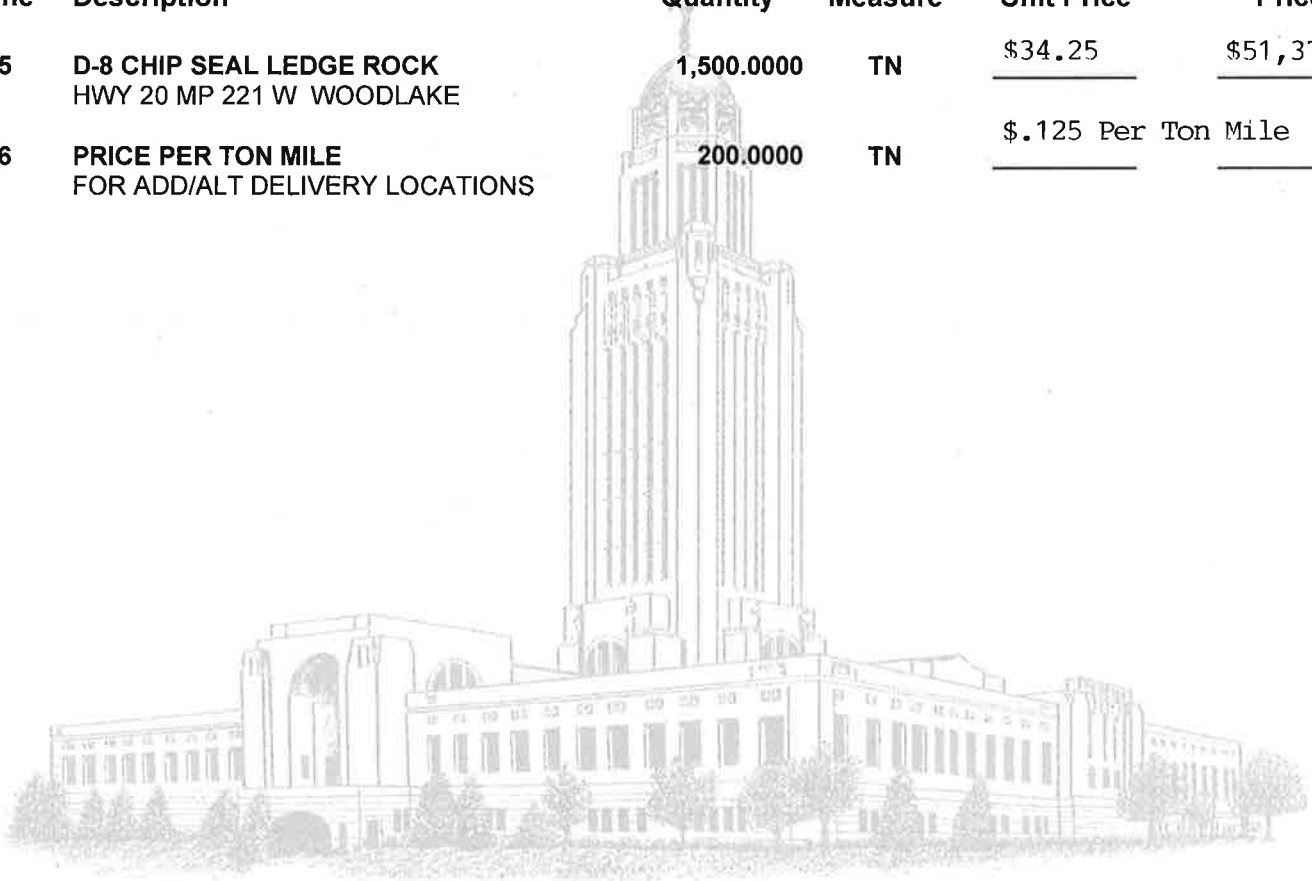 Description Quantity Measure Unit Price
5 D-8 CHIP SEAL LEDGE ROCK 1,500.0000 TN $34.25 $51,37
HWY 20 MP 221 W WOODLAKE
6 PRICE PER TON MILE 200.0000 TN $.125 Per Ton Mile
FOR ADD/ALT DELIVERY LOCATIONS